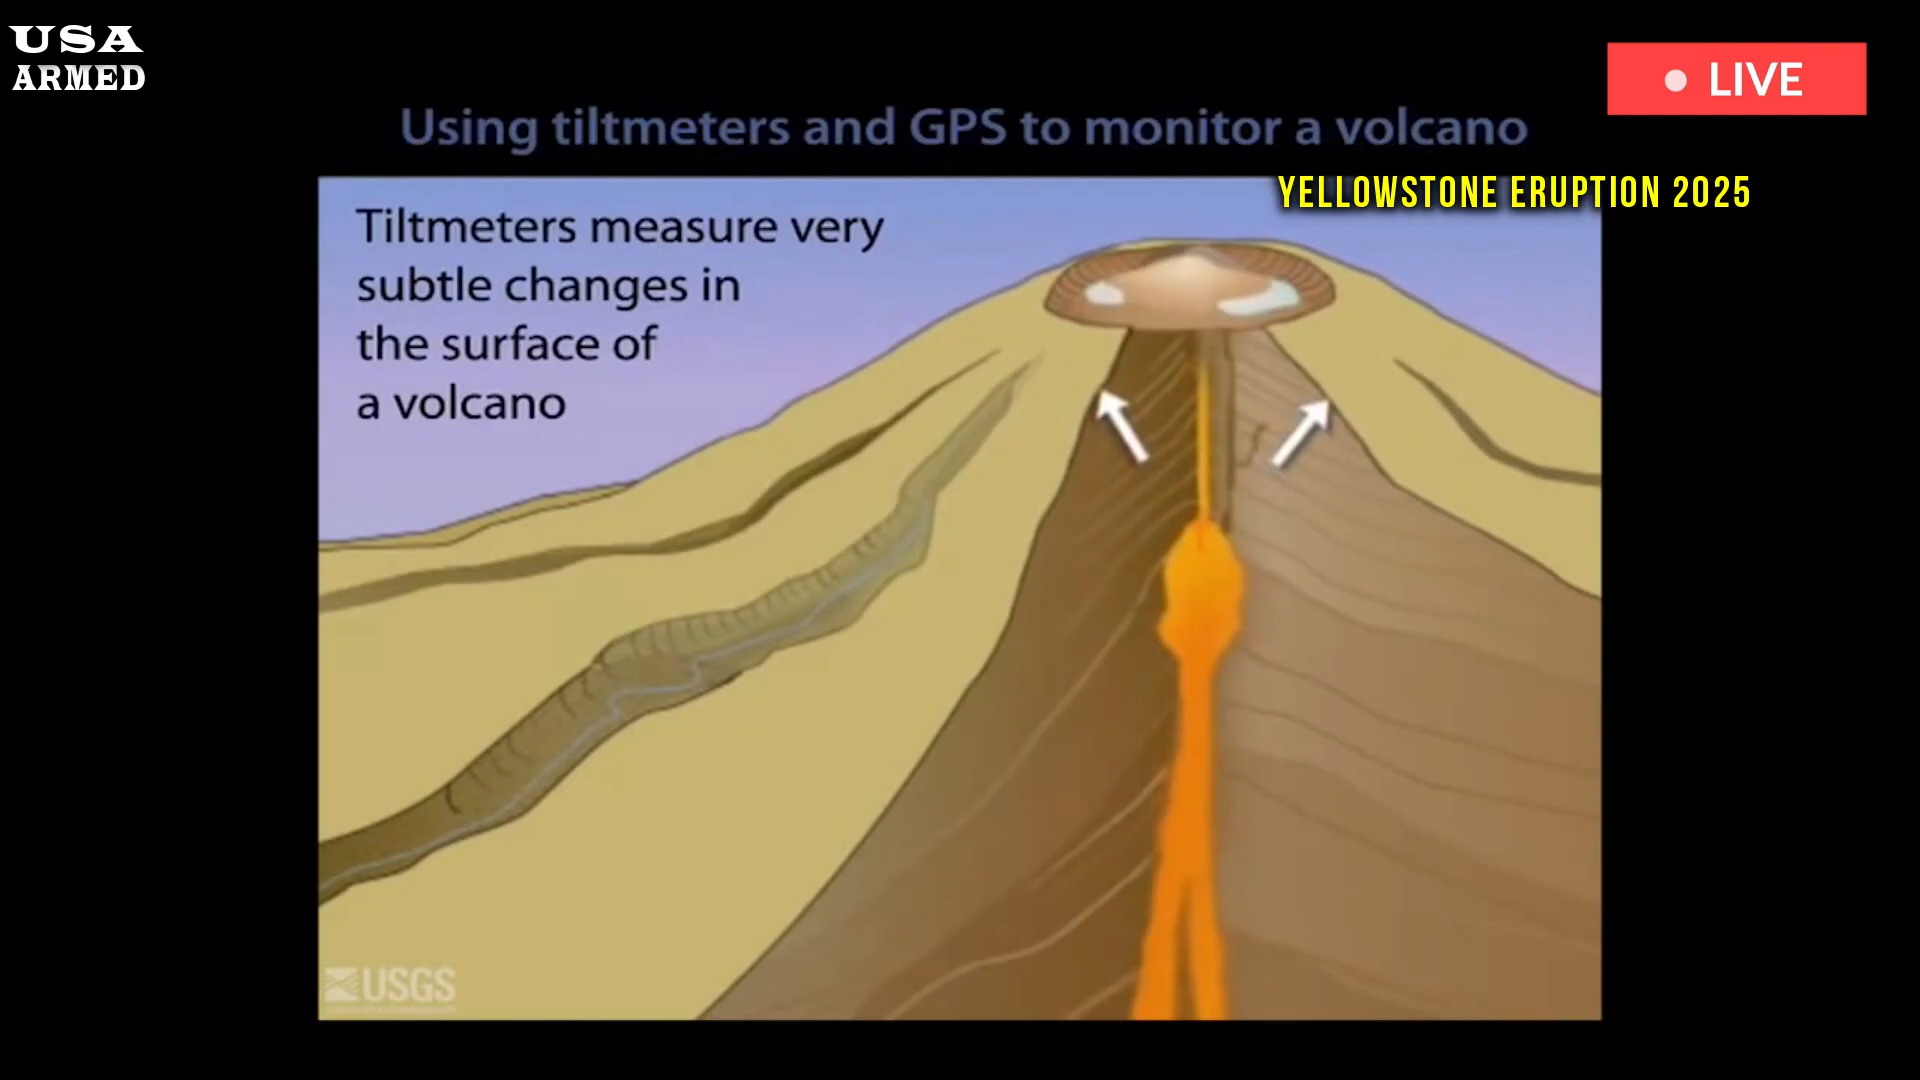 USA
ARMED
LIVE
Using tiltmeters and GPS to monitor a volcano
YELLOWSTONE ERUPTION 2025
Tiltmeters measure very
subtle changes in
the surface of
a volcano
USGS